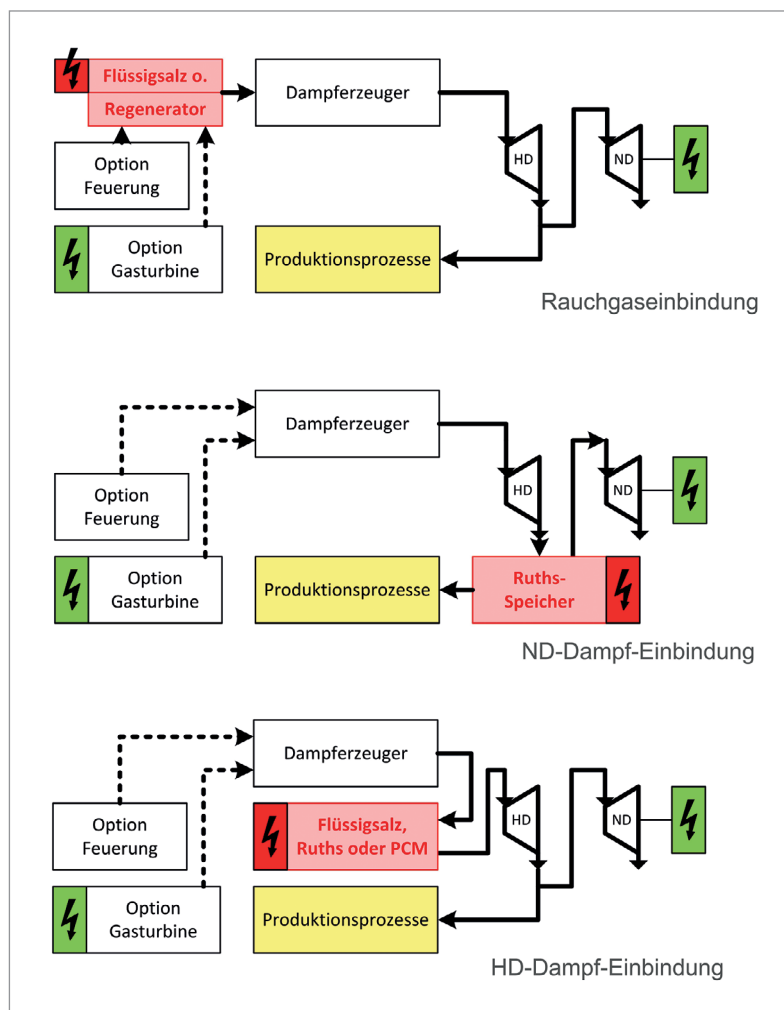 Flüssigsalz o.
Regenerator
Dampferzeuger
HD
ND
Option
Feuerung
Option
Gasturbine
Produktionsprozesse
Rauchgaseinbindung
Dampferzeuger
HD
ND
Option
Feuerung
Option
Gasturbine
Produktionsprozesse
Ruths-
Speicher
ND-Dampf-Einbindung
Dampferzeuger
HD
ND
Option
Feuerung
Flüssigsalz,
Ruths oder PCM
Option
Gasturbine
Produktionsprozesse
HD-Dampf-Einbindung